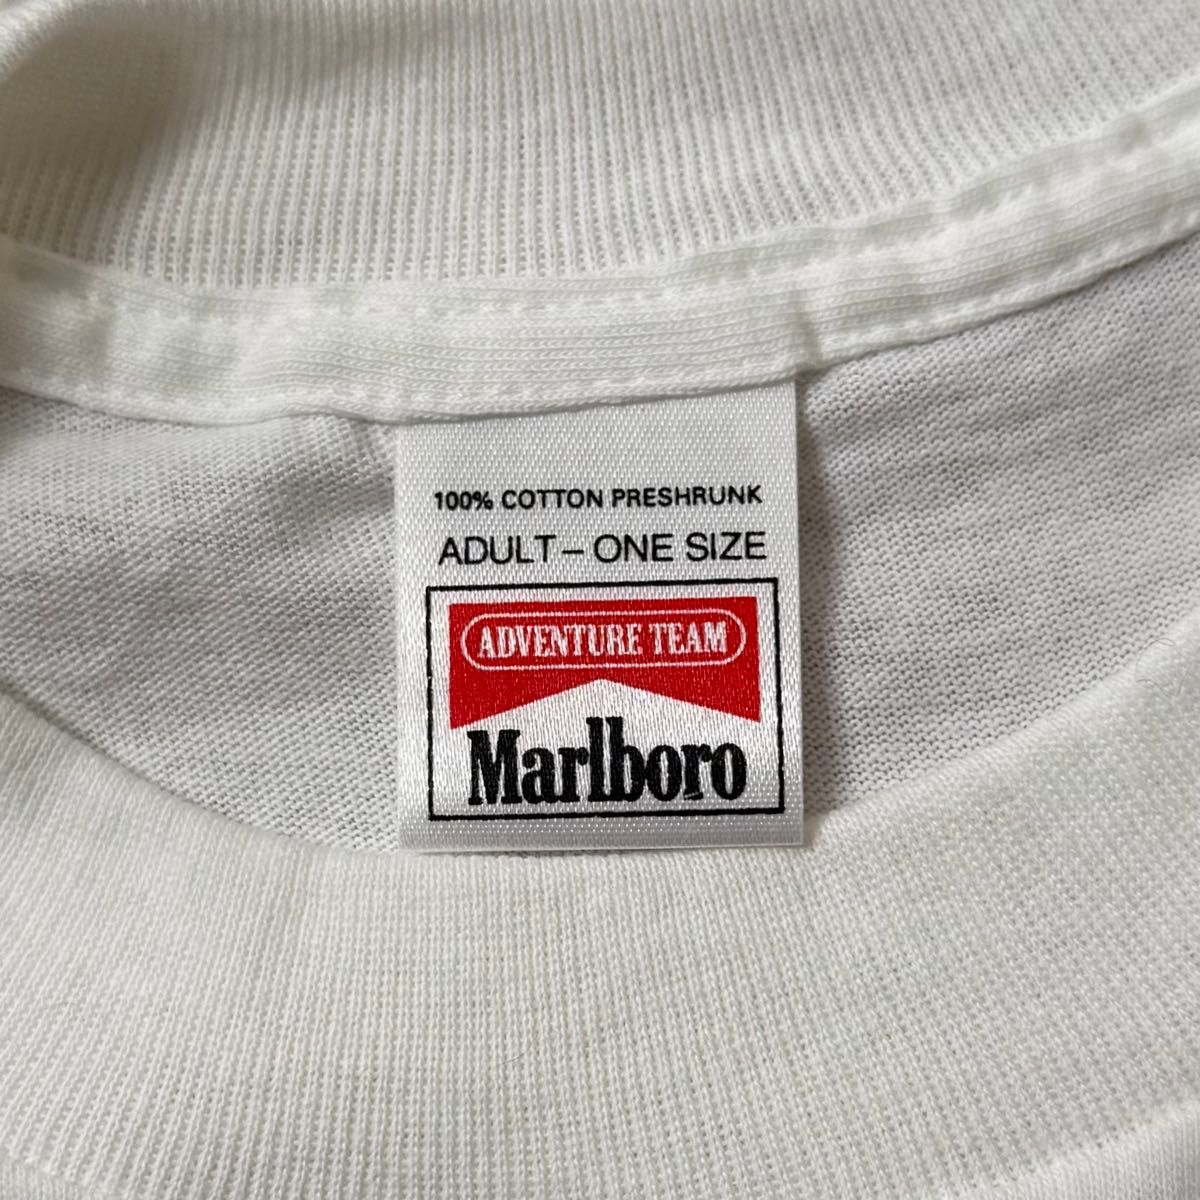 100% COTTON PRESHRUNK
ADULT – ONE SIZE
ADVENTURE TEAM
Marlboro